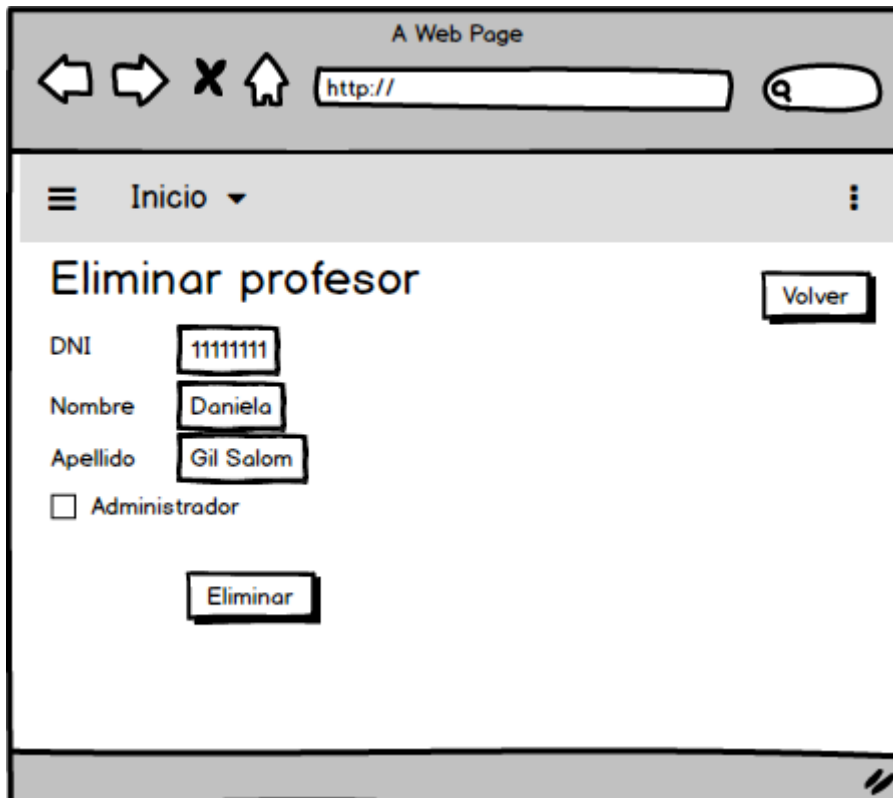 A Web Page
http://
Inicio
Eliminar profesor
Volver
DNI 11111111
Nombre Daniela
Apellido Gil Salom
Administrador
Eliminar